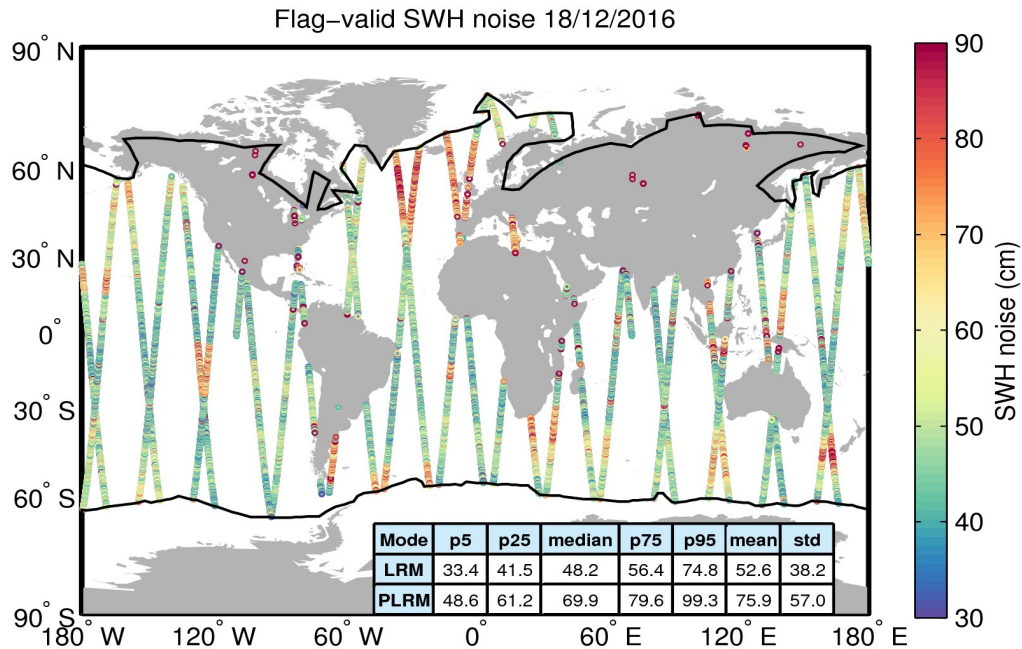 Flag−valid SWH noise 18/12/2016
90° N
60° N
30° N
0°
30° S
60° S
90° S
180° W
120° W
60° W
0°
60° E
120° E
180° E
90
80
70
60
50
40
30
SWH noise (cm)
Mode p5 p25 median p75 p95 mean std
LRM 33.4 41.5 48.2 56.4 74.8 52.6 38.2
PLRM 48.6 61.2 69.9 79.6 99.3 75.9 57.0